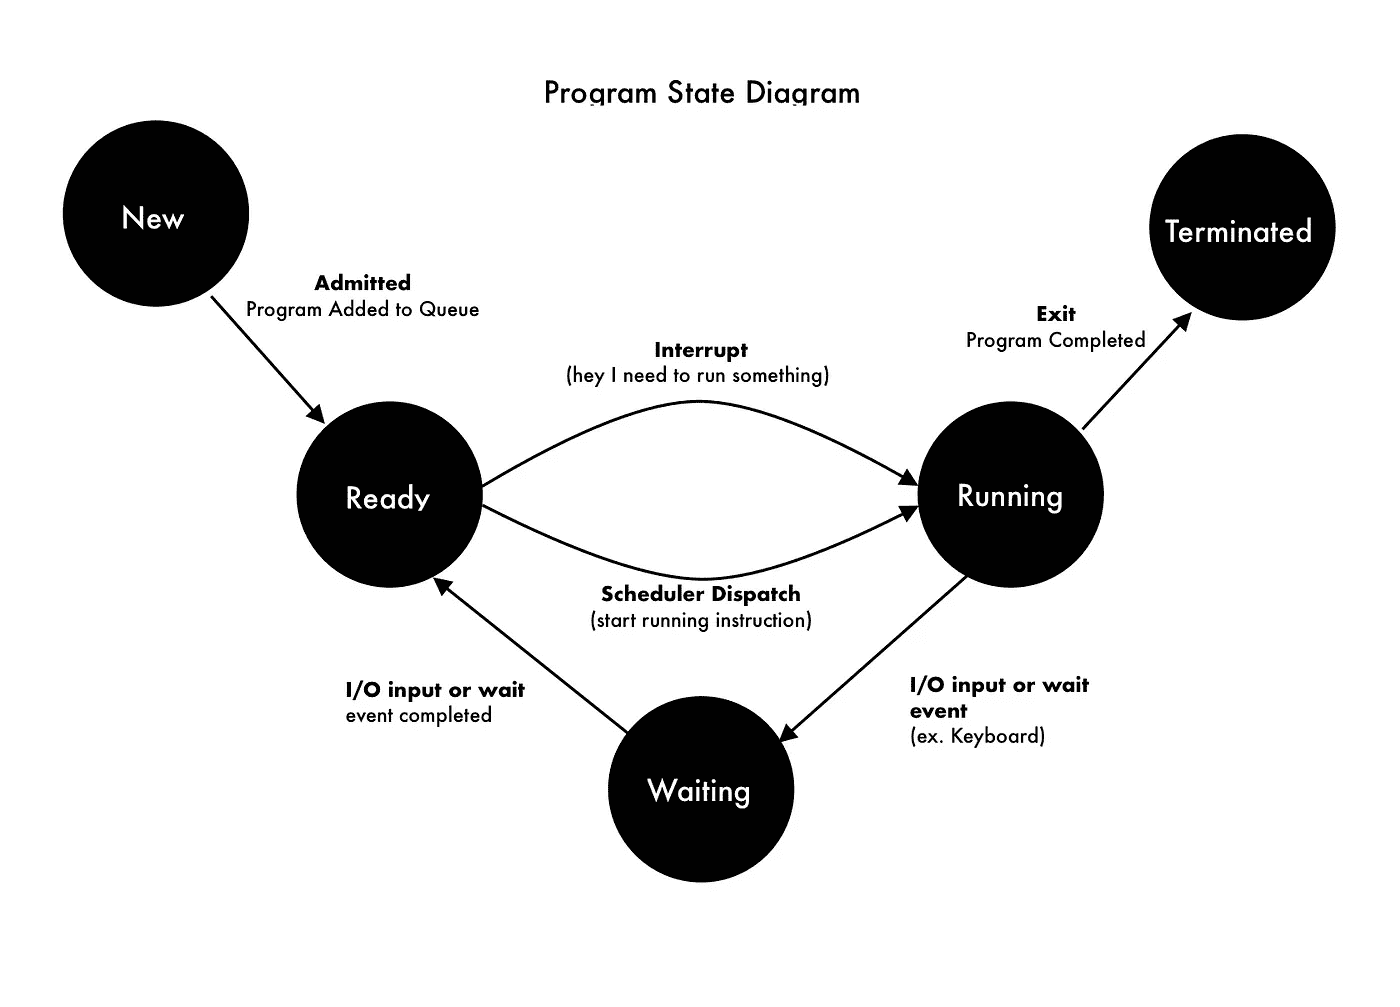 Program State Diagram
New
Terminated
Admitted
Program Added to Queue
Exit
Program Completed
Interrupt
(hey I need to run something)
Ready
Running
Scheduler Dispatch
(start running instruction)
I/O input or wait
event completed
I/O input or wait
event
(ex. Keyboard)
Waiting